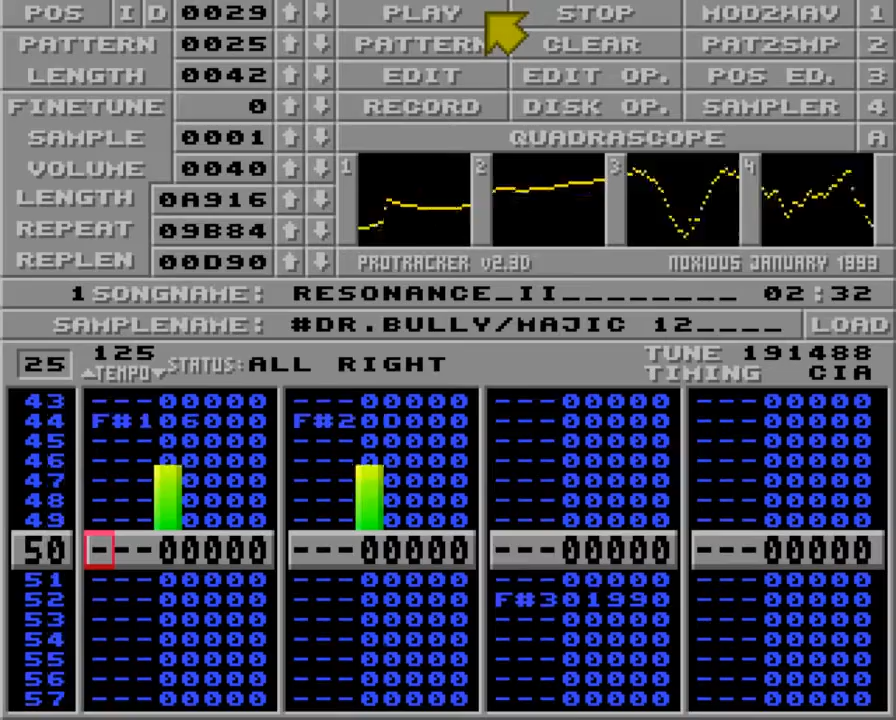 POS I D 0029 PLAY STOP MOD2WAV 1
PATTERN 0025 PATTERN CLEAR PAT2SMP 2
LENGTH 0042 EDIT EDIT OP. POS ED. 3
FINETUNE 0 RECORD DISK OP. SAMPLER 4
SAMPLE 0001 QUADRASCOPE A
VOLUME 0040 1 2 3 4
LENGTH 0A916
REPEAT 09B84
REPLEN 00D90 PROTRACKER v2.3D NOXIOUS JANUARY 1993
1 SONGNAME: RESONANCE_II________ 02:32
SAMPLENAME: #DR.BULLY/MAJIC 12____ LOAD
25 125 TEMPO STATUS: ALL RIGHT TUNE 191488
TIMING CIA
43 ---00000 ---00000 ---00000 ---00000
44 F#106000 F#20D000 ---00000 ---00000
45 ---00000 ---00000 ---00000 ---00000
46 ---00000 ---00000 ---00000 ---00000
47 ---00000 ---00000 ---00000 ---00000
48 ---00000 ---00000 ---00000 ---00000
49 ---00000 ---00000 ---00000 ---00000
50 ---00000 ---00000 ---00000 ---00000
51 ---00000 ---00000 ---00000 ---00000
52 ---00000 ---00000 F#301990 ---00000
53 ---00000 ---00000 ---00000 ---00000
54 ---00000 ---00000 ---00000 ---00000
55 ---00000 ---00000 ---00000 ---00000
56 ---00000 ---00000 ---00000 ---00000
57 ---00000 ---00000 ---00000 ---00000